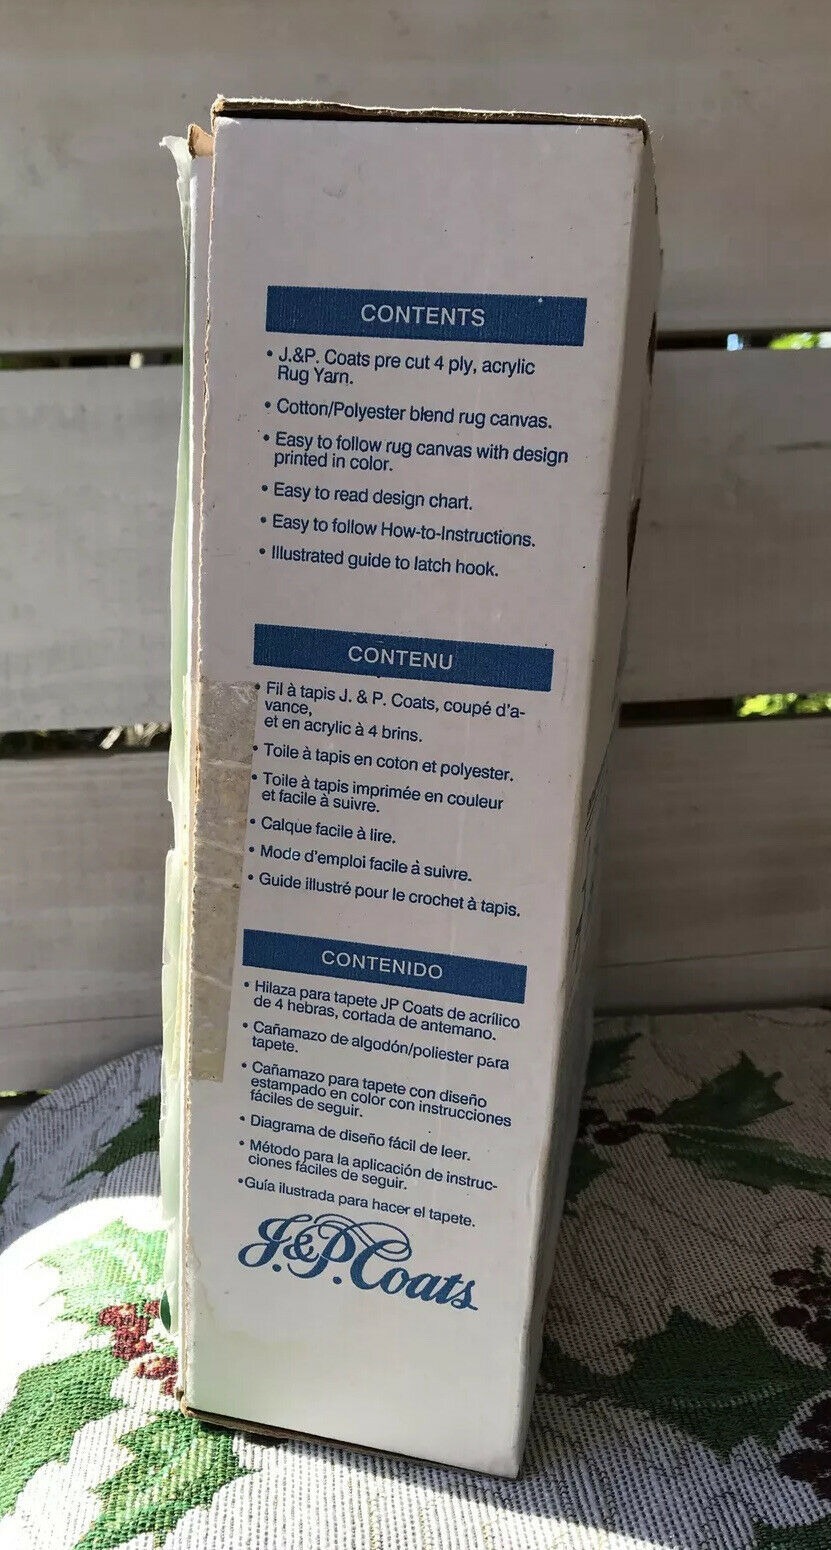 CONTENTS
• J.&P. Coats pre cut 4 ply, acrylic
Rug Yarn.
• Cotton/Polyester blend rug canvas.
• Easy to follow rug canvas with design
printed in color.
• Easy to read design chart.
• Easy to follow How-to-Instructions.
• Illustrated guide to latch hook.
CONTENU
• Fil à tapis J. & P. Coats, coupé d'a-
vance,
et en acrylic à 4 brins.
• Toile à tapis en coton et polyester.
• Toile à tapis imprimée en couleur
et facile à suivre.
• Calque facile à lire.
• Mode d'emploi facile à suivre.
• Guide illustré pour le crochet à tapis.
CONTENIDO
• Hilaza para tapete JP Coats de acrílico
de 4 hebras, cortada de antemano.
• Cañamazo de algodón/poliester para
tapete.
• Cañamazo para tapete con diseño
estampado en color con instrucciones
fáciles de seguir.
• Diagrama de diseño fácil de leer.
• Método para la aplicación de instruc-
ciones fáciles de seguir.
•Guía ilustrada para hacer el tapete.
J.&P. Coats